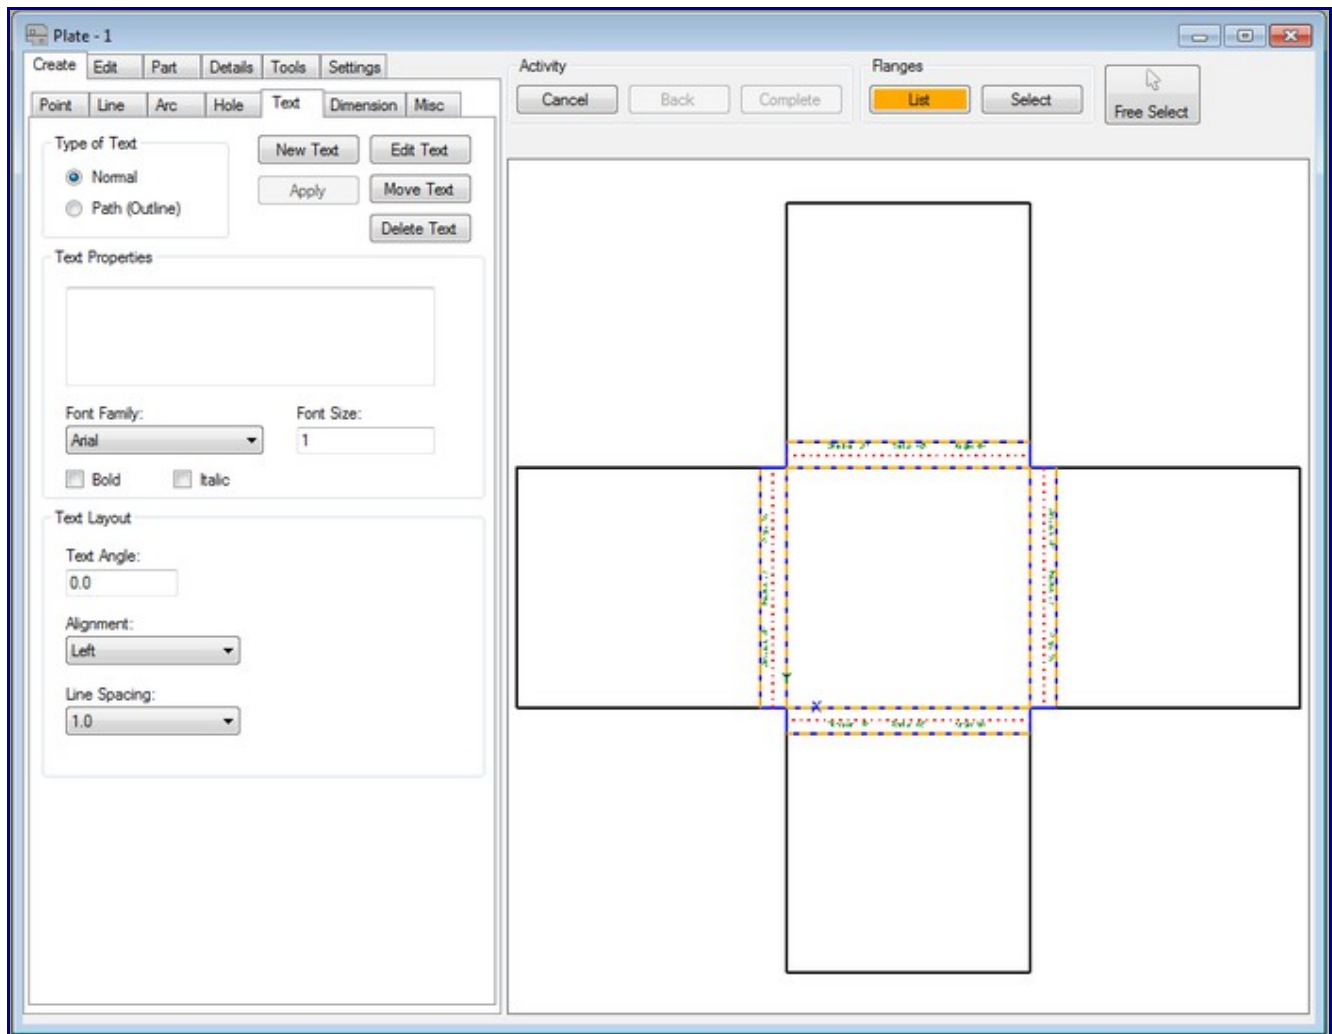 Plate - 1
Create Edit Part Details Tools Settings
Point Line Arc Hole Text Dimension Misc
Type of Text
Normal
Path (Outline)
New Text Edit Text
Apply Move Text
Delete Text
Text Properties
Font Family: Font Size:
Arial 1
Bold Italic
Text Layout
Text Angle:
0.0
Alignment:
Left
Line Spacing:
1.0
Activity
Cancel Back Complete
Flanges
List Select
Free Select
Y
X